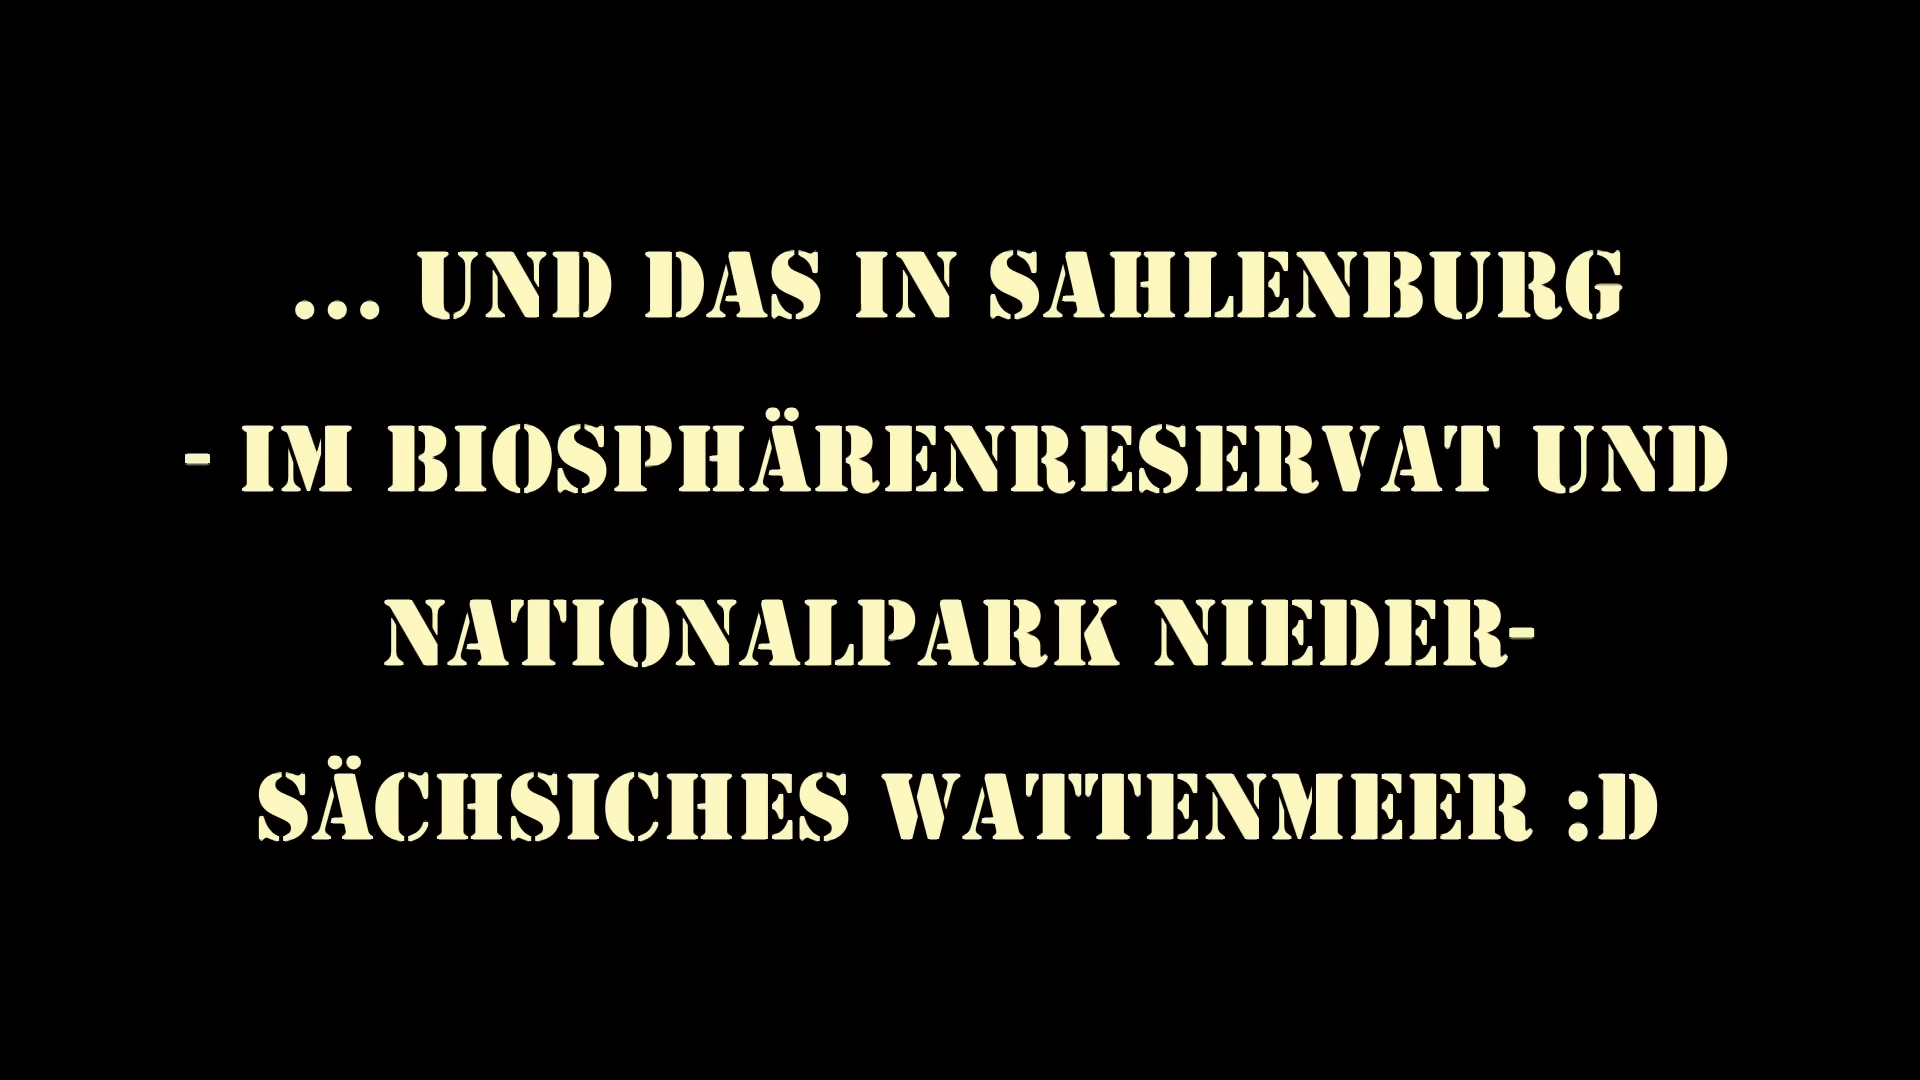 ... UND DAS IN SAHLENBURG
- IM BIOSPHÄRENRESERVAT UND
NATIONALPARK NIEDER-
SÄCHSICHES WATTENMEER :D